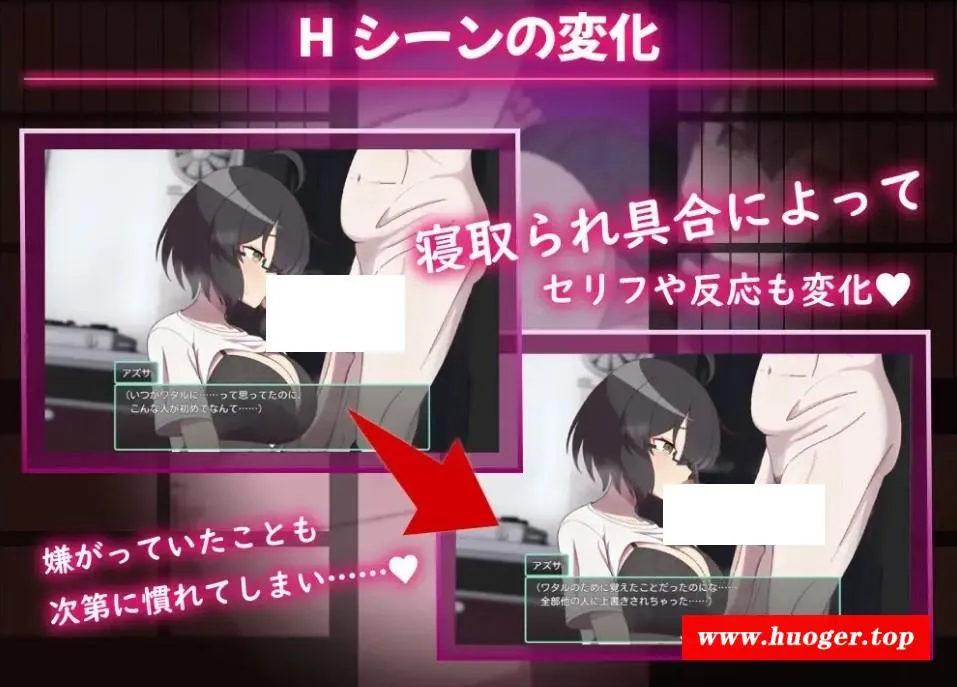 Hシーンの変化
寝取られ具合によって
セリフや反応も変化♥
アズサ
(いつかワタルに……って思ってたのに、
こんな人が初めてなんて……)
嫌がっていたことも
次第に慣れてしまい……♥
アズサ
(ワタルのために覚えたことだったのにな……
全部他の人に上書きされちゃった……)
www.huoger.top